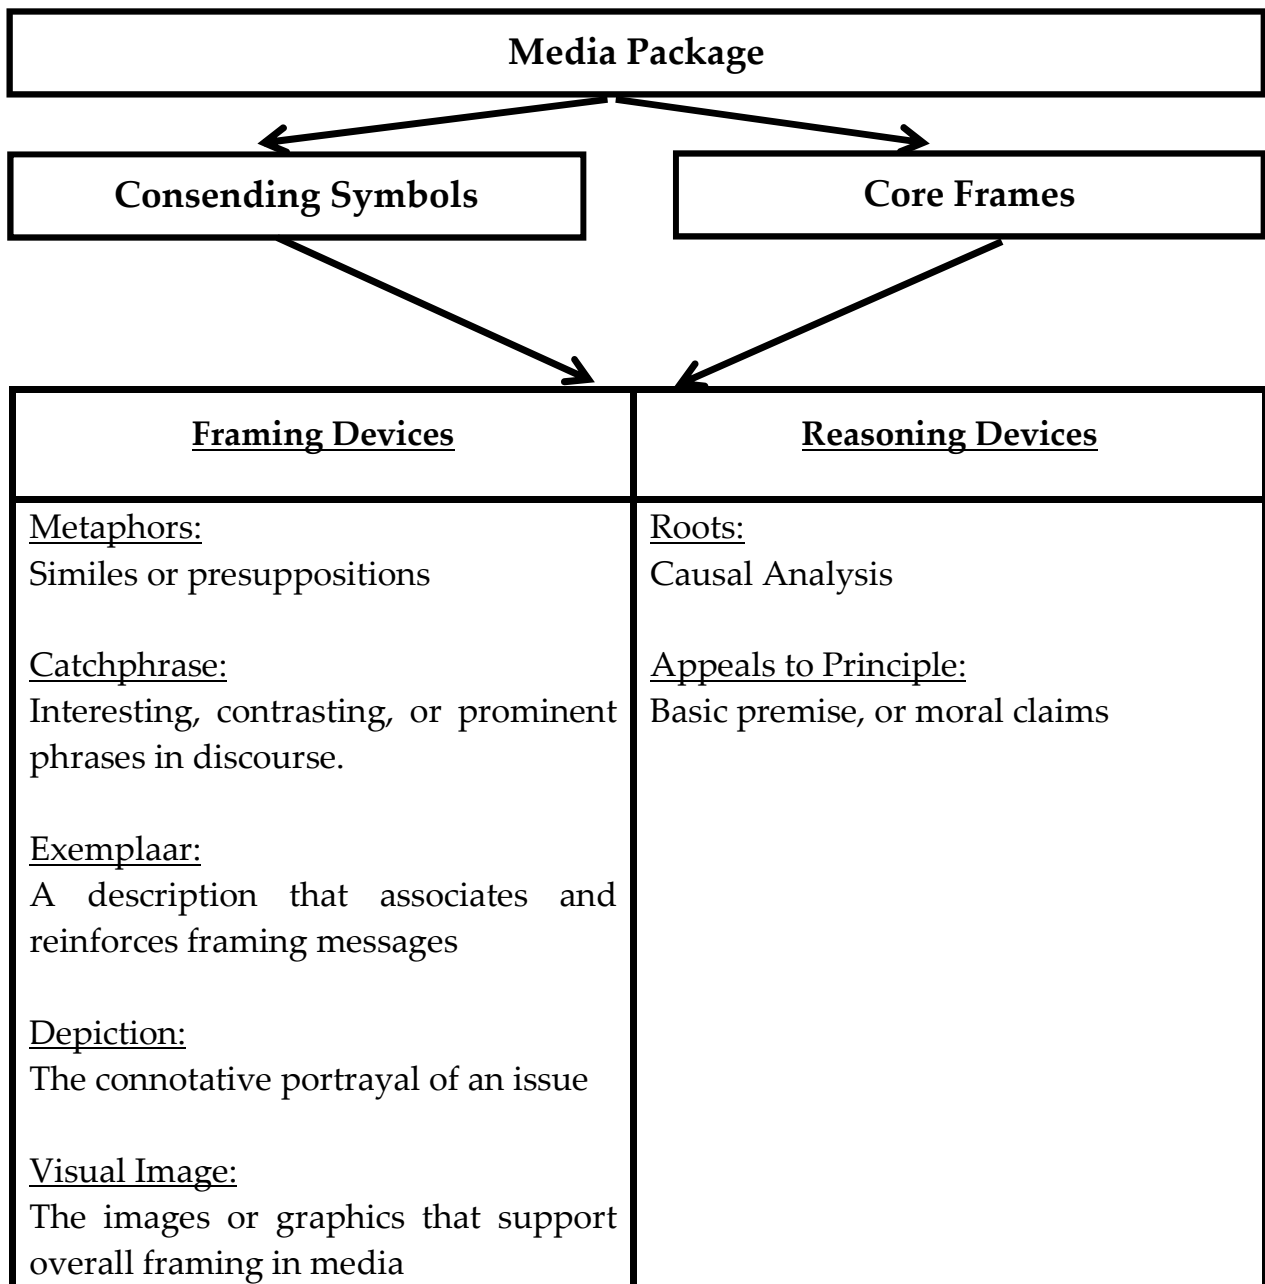 Media Package
Consending Symbols
Core Frames
Framing Devices
Metaphors:
Similes or presuppositions
Catchphrase:
Interesting, contrasting, or prominent
phrases in discourse.
Exemplaar:
A description that associates and
reinforces framing messages
Depiction:
The connotative portrayal of an issue
Visual Image:
The images or graphics that support
overall framing in media
Reasoning Devices
Roots:
Causal Analysis
Appeals to Principle:
Basic premise, or moral claims